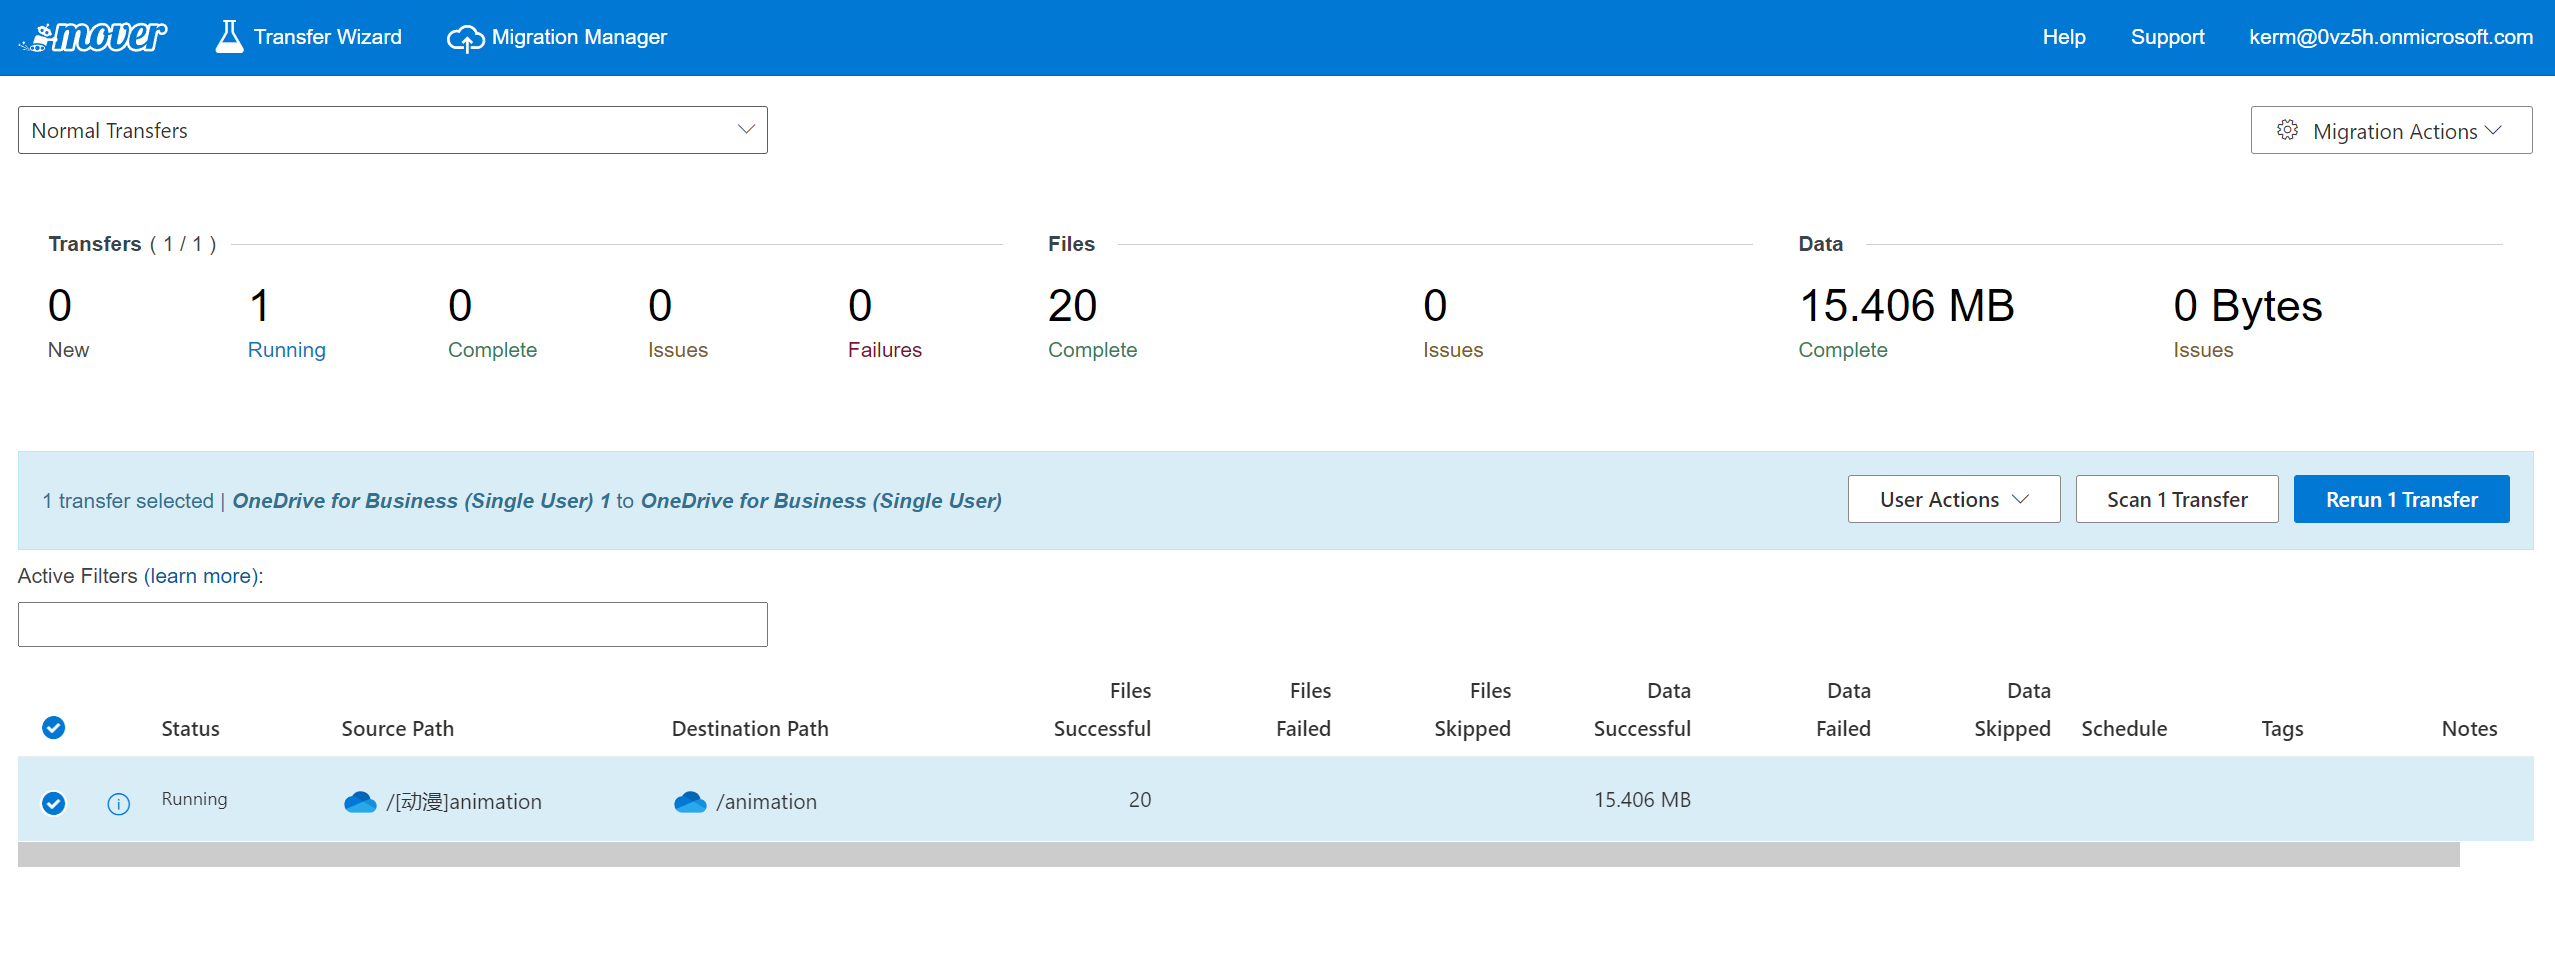 mover Transfer Wizard Migration Manager Help Support kerm@0vz5h.onmicrosoft.com
Normal Transfers Migration Actions
Transfers ( 1 / 1 ) Files Data
0 1 0 0 0 20 0 15.406 MB 0 Bytes
New Running Complete Issues Failures Complete Issues Complete Issues
1 transfer selected | OneDrive for Business (Single User) 1 to OneDrive for Business (Single User) User Actions Scan 1 Transfer Rerun 1 Transfer
Active Filters (learn more):
Status Source Path Destination Path Files Successful Files Failed Files Skipped Data Successful Data Failed Data Skipped Schedule Tags Notes
Running /[动漫]animation /animation 20 15.406 MB